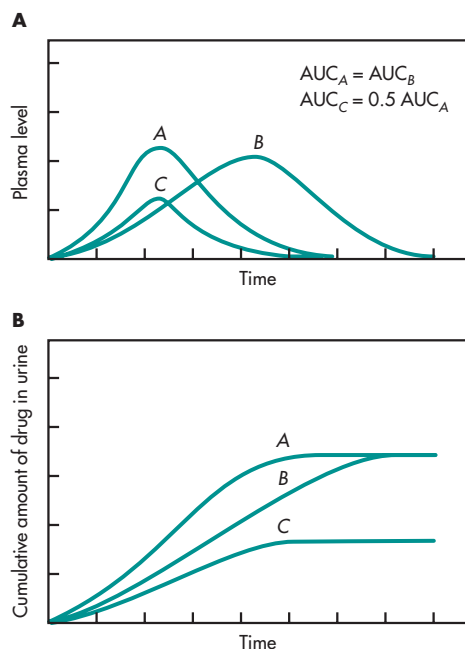 A
AUC_A = AUC_B
AUC_C = 0.5 AUC_A
A
B
C
Plasma level
Time
B
A
B
C
Cumulative amount of drug in urine
Time